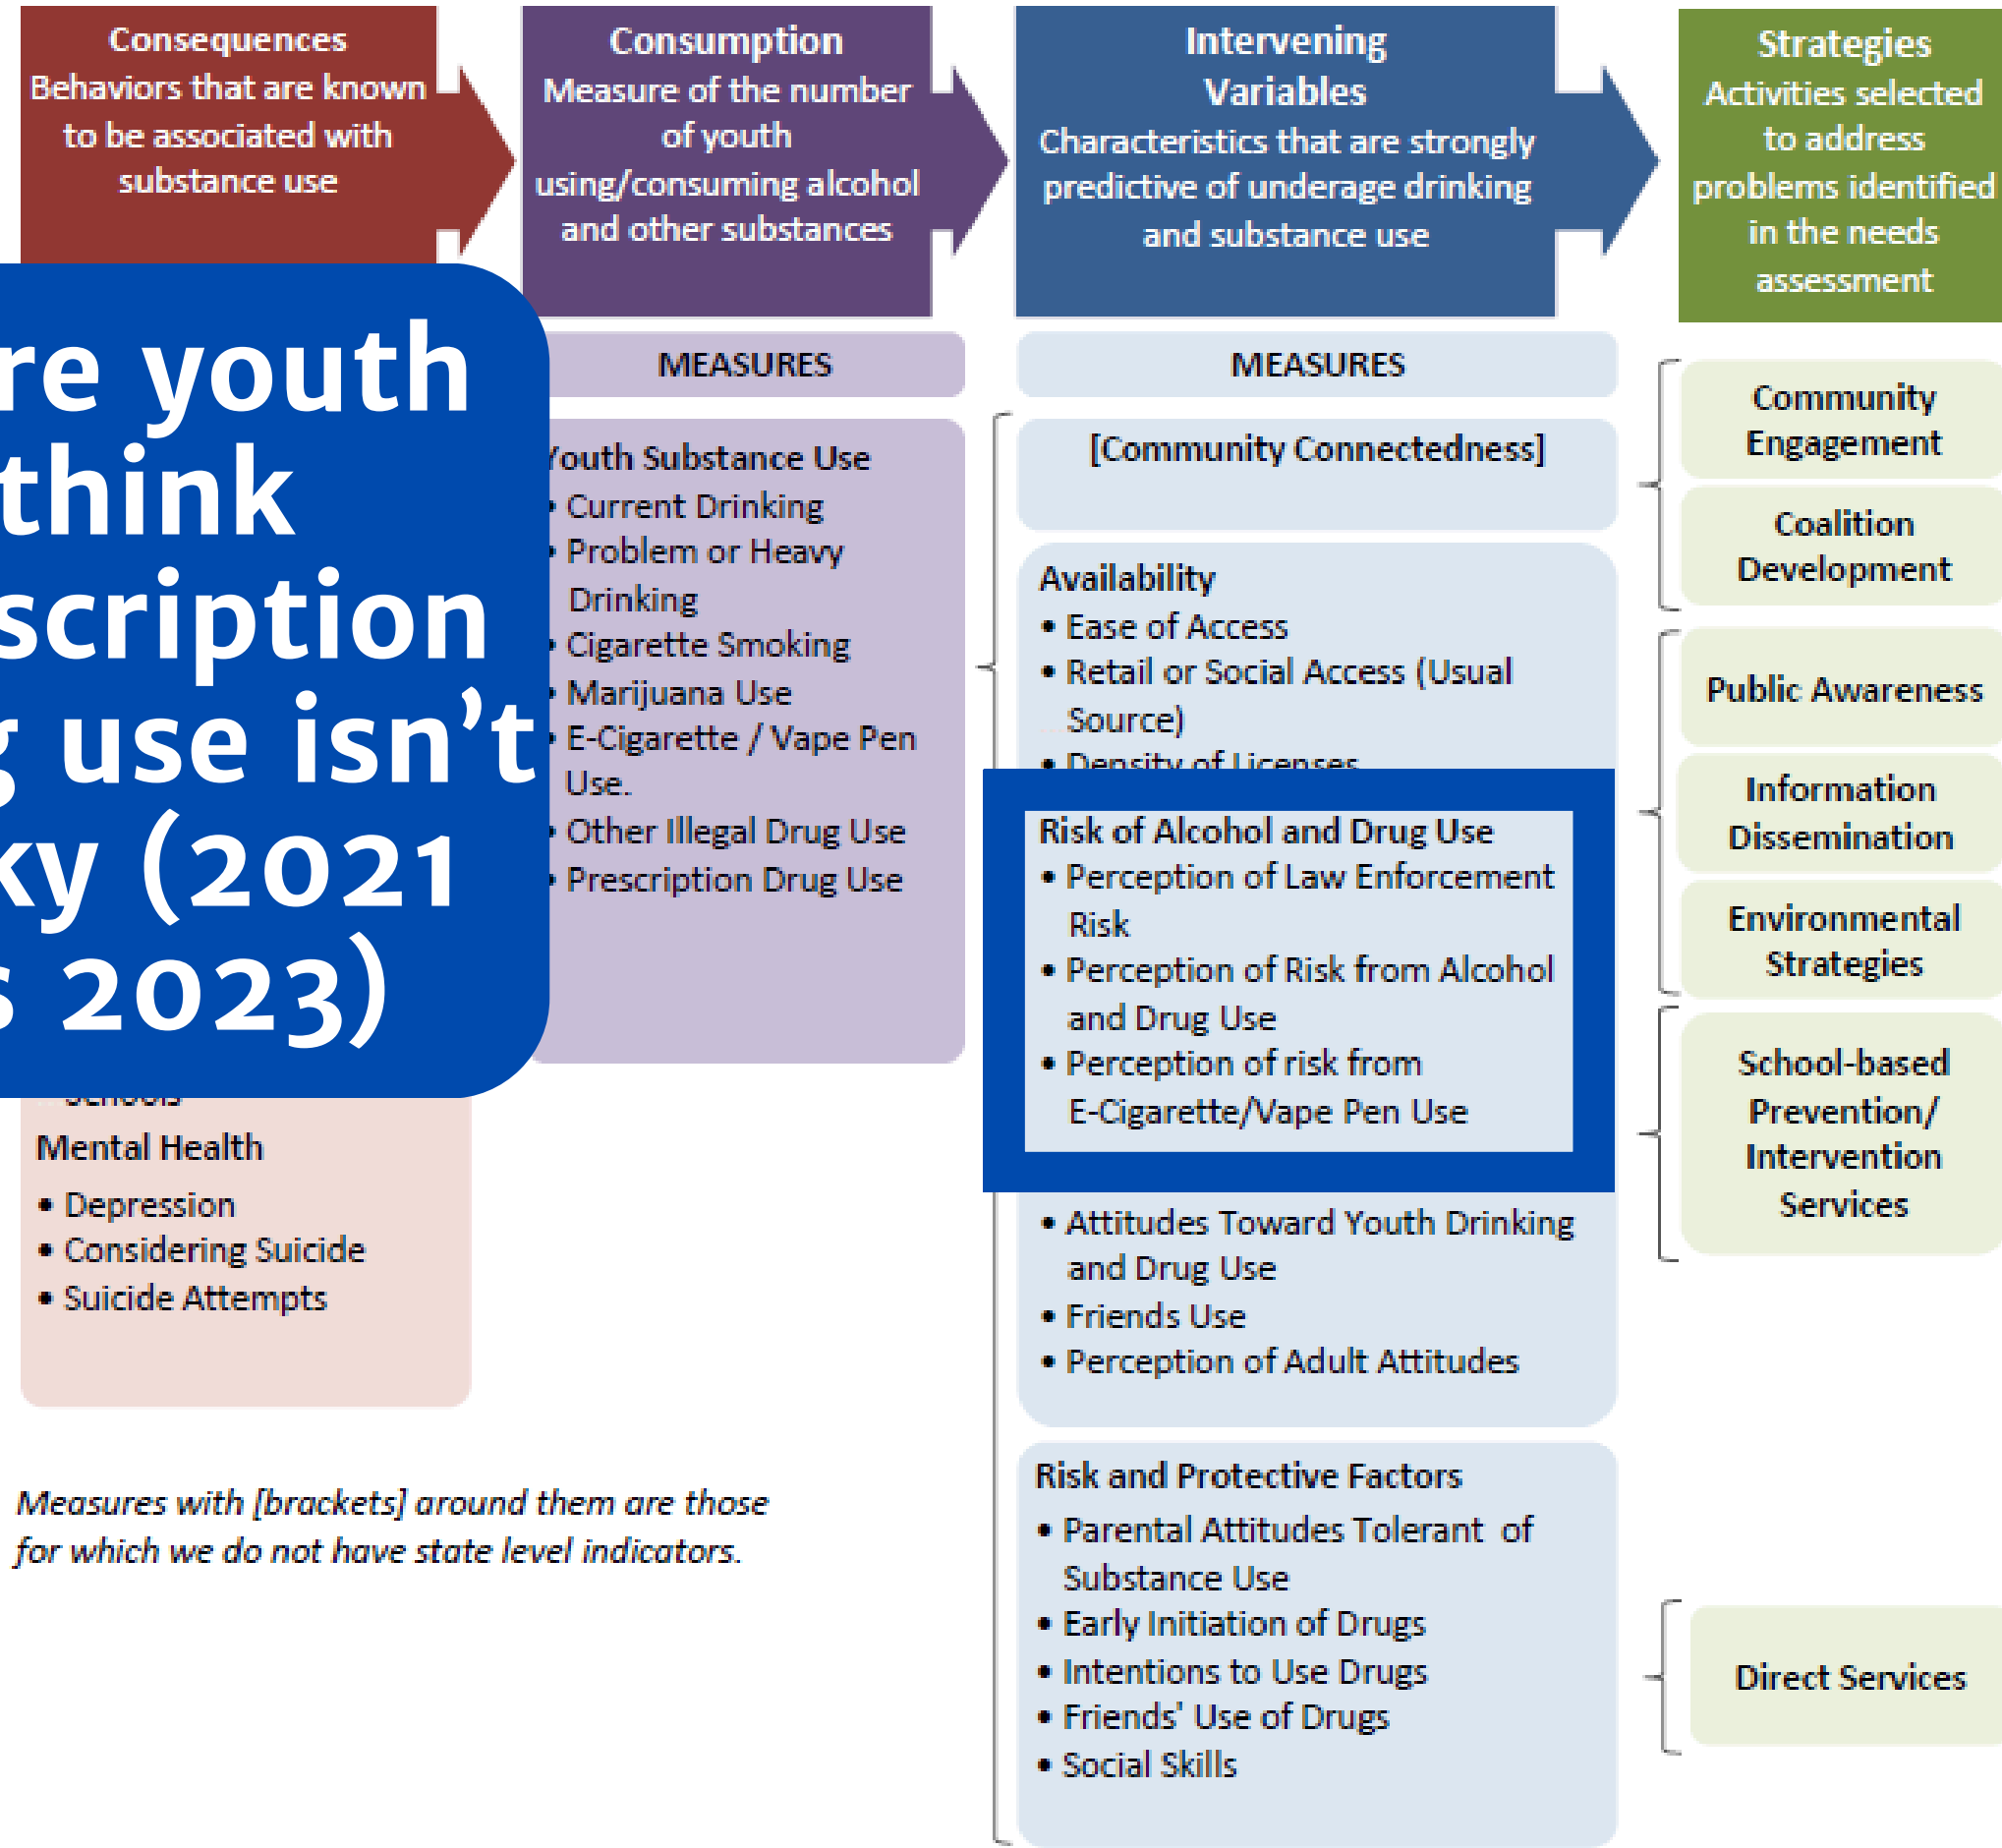 Consequences
Behaviors that are known
to be associated with
substance use
Consumption
Measure of the number
of youth
using/consuming alcohol
and other substances
Intervening
Variables
Characteristics that are strongly
predictive of underage drinking
and substance use
Strategies
Activities selected
to address
problems identified
in the needs
assessment
youth
think
use isn't
(2021
2023)
Schools
Mental Health
• Depression
• Considering Suicide
• Suicide Attempts
Measures with [brackets] around them are those
for which we do not have state level indicators.
MEASURES
Youth Substance Use
• Current Drinking
• Problem or Heavy
Drinking
• Cigarette Smoking
• Marijuana Use
• E-Cigarette / Vape Pen
Use.
• Other Illegal Drug Use
• Prescription Drug Use
MEASURES
[Community Connectedness]
Availability
• Ease of Access
• Retail or Social Access (Usual
Source)
• Density of Licenses
Risk of Alcohol and Drug Use
• Perception of Law Enforcement
Risk
• Perception of Risk from Alcohol
and Drug Use
• Perception of risk from
E-Cigarette/Vape Pen Use
• Attitudes Toward Youth Drinking
and Drug Use
• Friends Use
• Perception of Adult Attitudes
Risk and Protective Factors
• Parental Attitudes Tolerant of
Substance Use
• Early Initiation of Drugs
• Intentions to Use Drugs
• Friends' Use of Drugs
• Social Skills
Community
Engagement
Coalition
Development
Public Awareness
Information
Dissemination
Environmental
Strategies
School-based
Prevention/
Intervention
Services
Direct Services